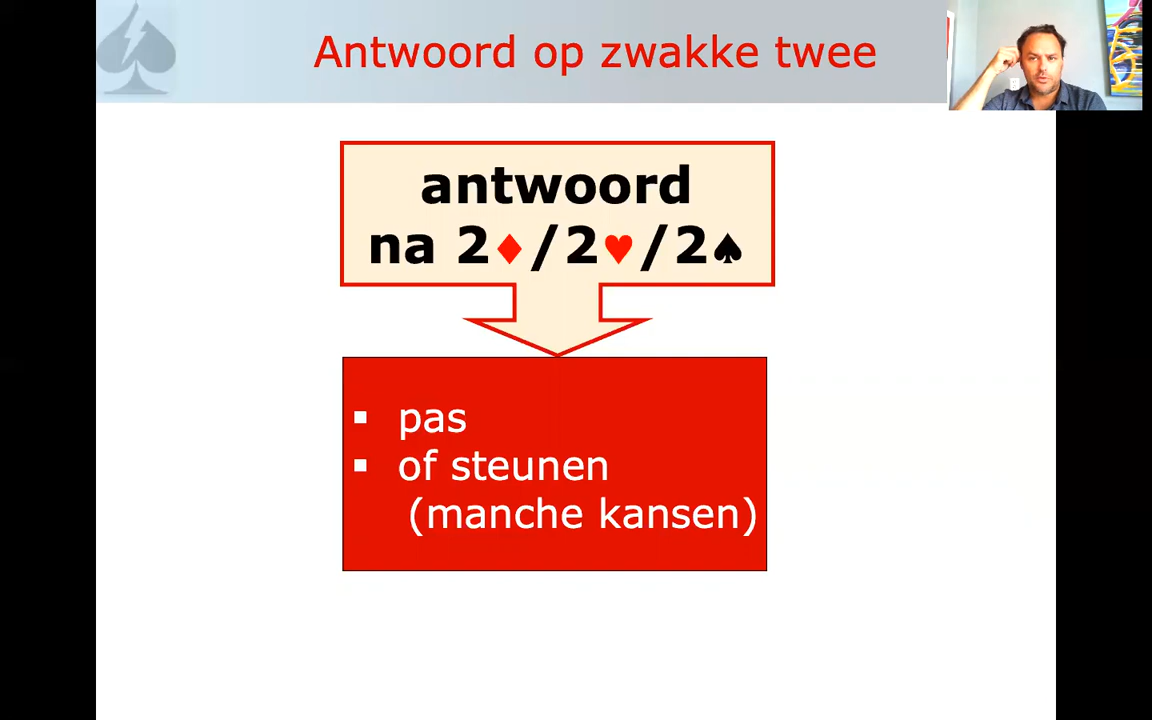 Antwoord op zwakke twee
antwoord
na 2♦/2♥/2♠
▪ pas
▪ of steunen
(manche kansen)